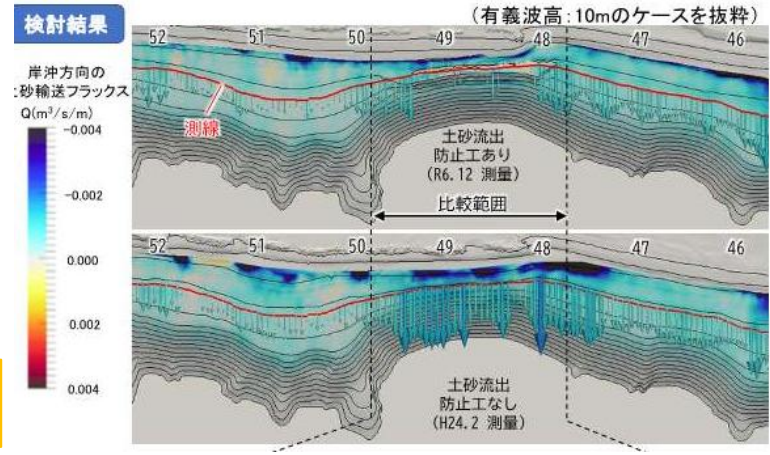 検討結果
(有義波高:10mのケースを抜粋)
岸沖方向の
土砂輸送フラックス
Q(m³/s/m)
-0.004
-0.002
0.000
0.002
0.004
52 51 50 49 48 47 46
測線
土砂流出
防止工あり
(R6.12 測量)
比較範囲
52 51 50 49 48 47 46
土砂流出
防止工なし
(H24.2 測量)